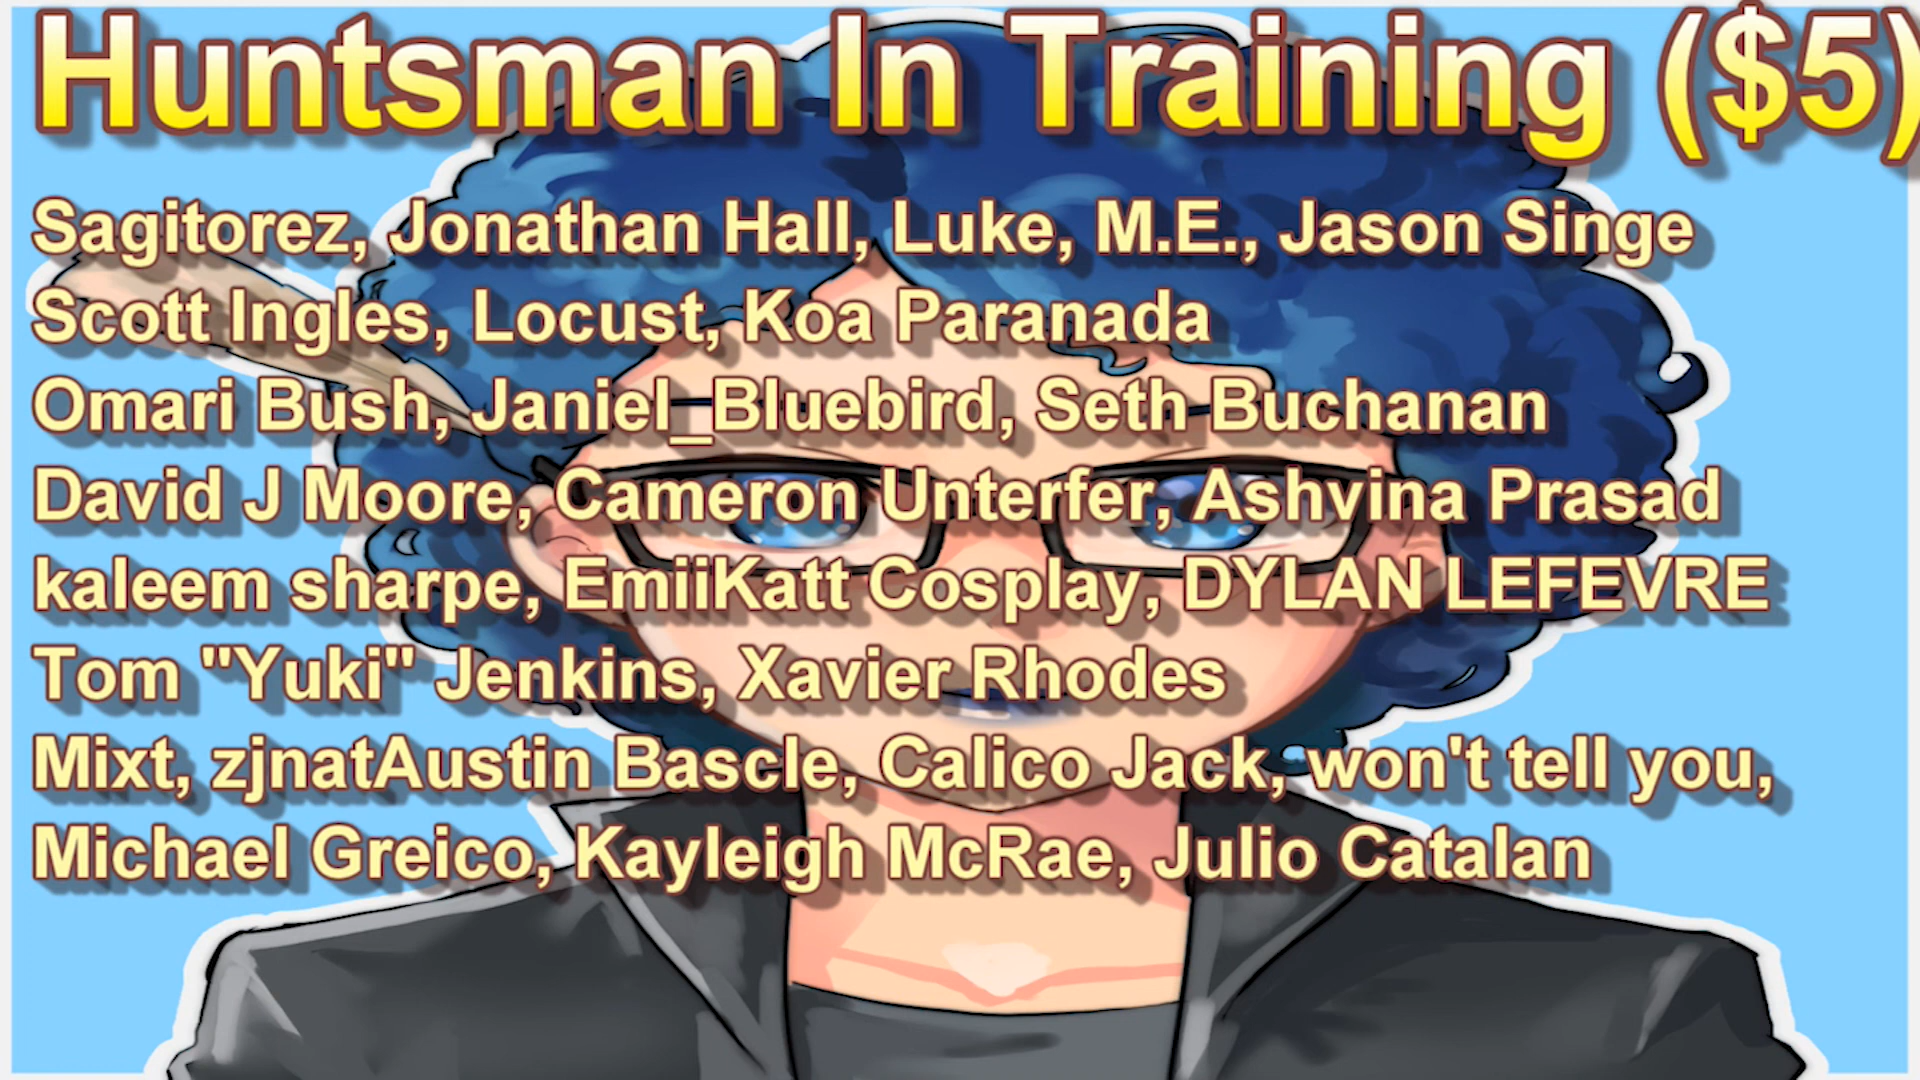 Huntsman In Training ($5)
Sagitorez, Jonathan Hall, Luke, M.E., Jason Singe
Scott Ingles, Locust, Koa Paranada
Omari Bush, Janiel_Bluebird, Seth Buchanan
David J Moore, Cameron Unterfer, Ashvina Prasad
kaleem sharpe, EmiiKatt Cosplay, DYLAN LEFEVRE
Tom "Yuki" Jenkins, Xavier Rhodes
Mixt, zjnatAustin Bascle, Calico Jack, won't tell you,
Michael Greico, Kayleigh McRae, Julio Catalan